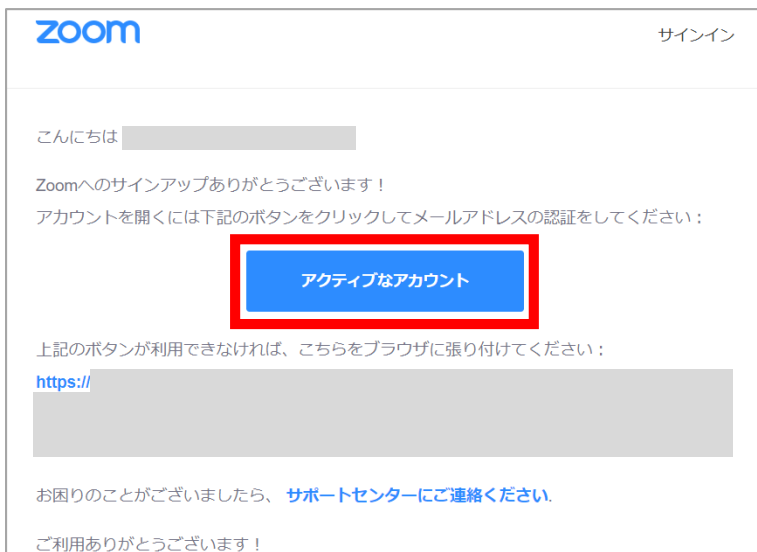 zoom
サインイン
こんにちは
Zoomへのサインアップありがとうございます！
アカウントを開くには下記のボタンをクリックしてメールアドレスの認証をしてください：
アクティブなアカウント
上記のボタンが利用できなければ、こちらをブラウザに張り付けてください：
https://
お困りのことがございましたら、 サポートセンターにご連絡ください.
ご利用ありがとうございます！